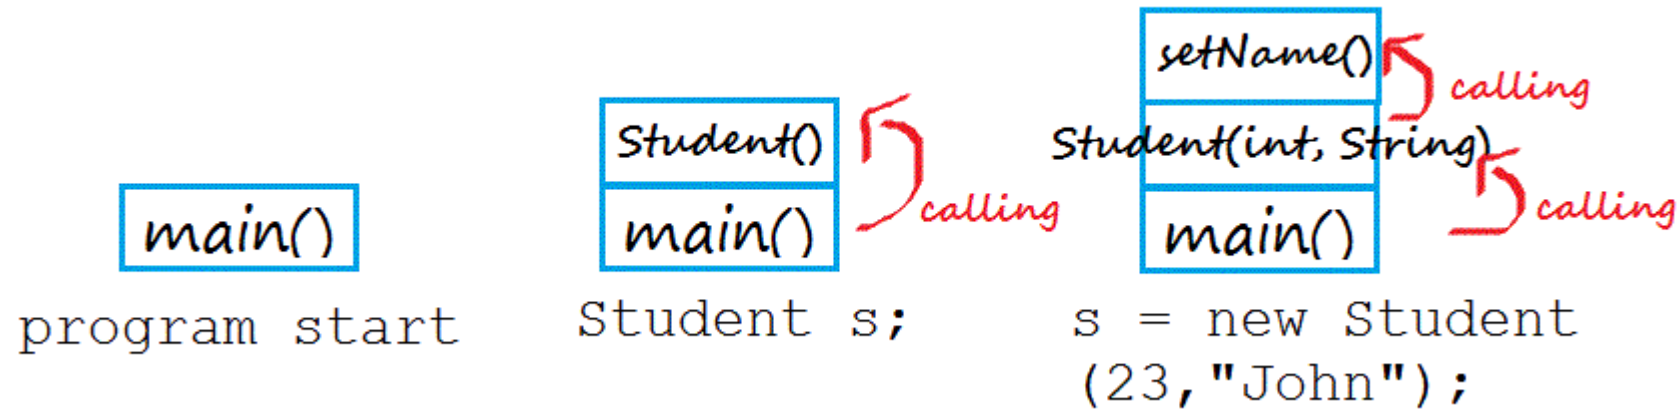 main()
program start
Student()
calling
main()
Student s;
setName()
calling
Student(int, String)
calling
main()
s = new Student
(23,"John");